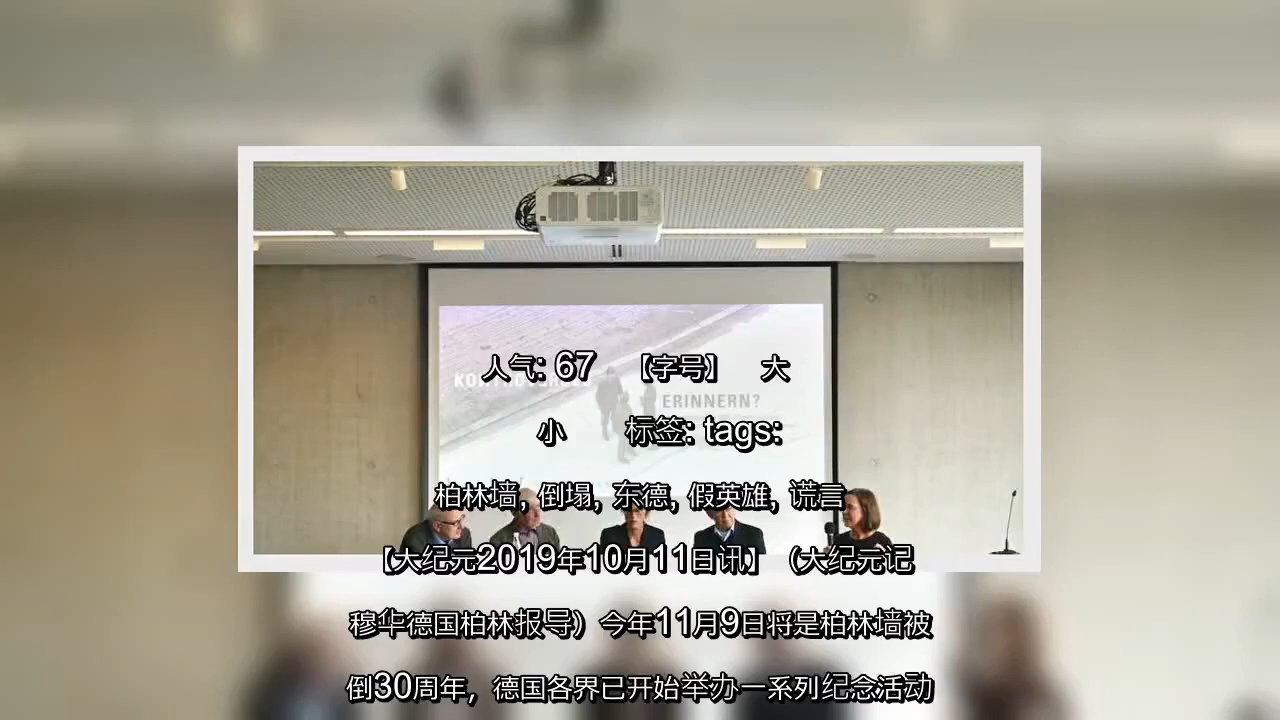 人气: 67 【字号】 大
ERINNERN?
小 标签: tags:
柏林墙, 倒塌, 东德, 假英雄, 谎言
【大纪元2019年10月11日讯】（大纪元记
穆华德国柏林报导）今年11月9日将是柏林墙被
倒30周年，德国各界已开始举办一系列纪念活动